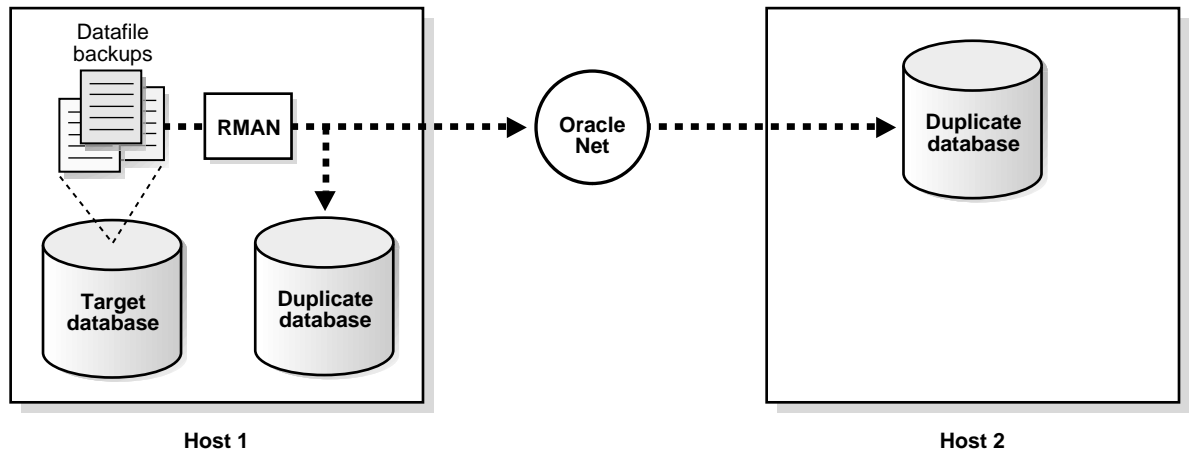 Datafile
backups
RMAN
Oracle
Net
Duplicate
database
Target
database
Duplicate
database
Host 1
Host 2